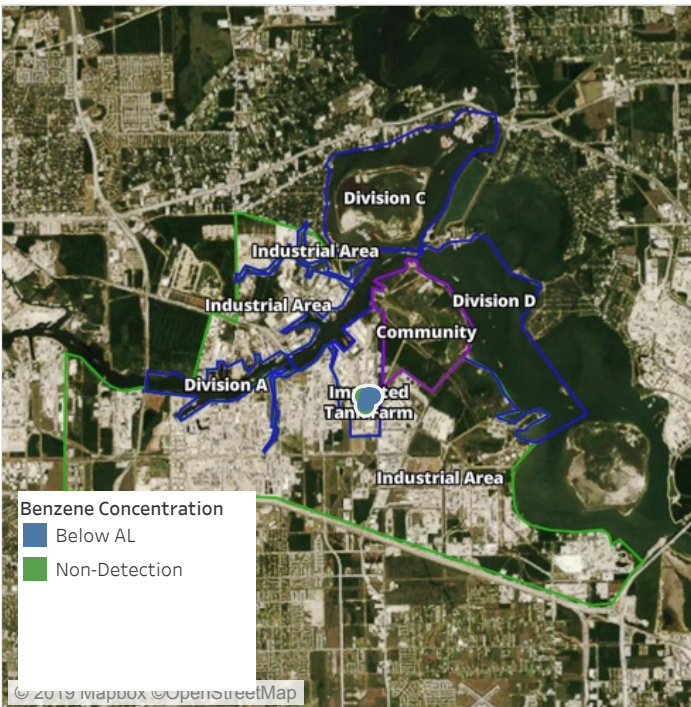 Division C
Industrial Area
Industrial Area
Division D
Community
Division A
Farm
Industrial Area
Benzene Concentration
Below AL
Non-Detection
© 2019 Mapbox ©OpenStreetMap